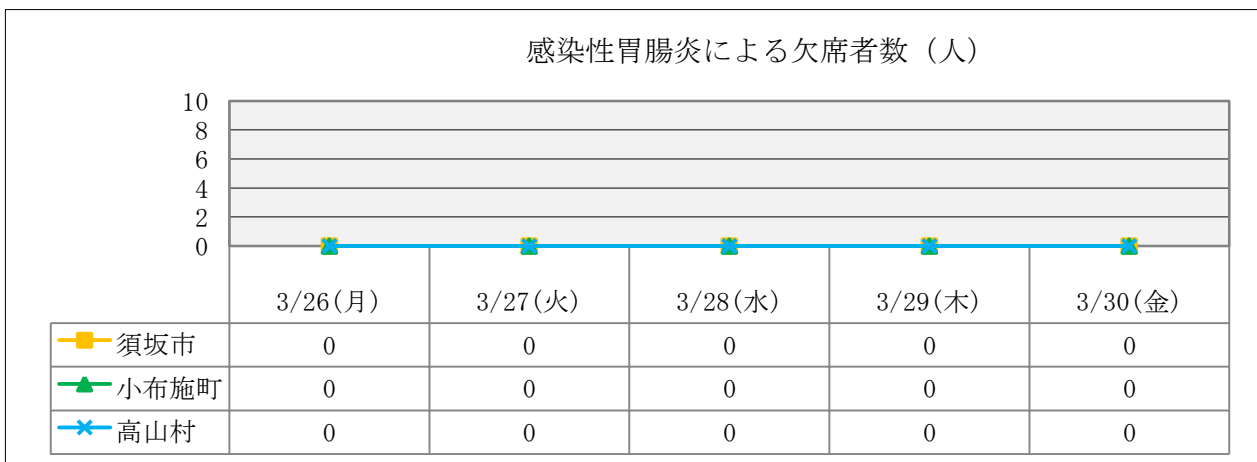 感染性胃腸炎による欠席者数（人）
10
8
6
4
2
0
3/26(月) 3/27(火) 3/28(水) 3/29(木) 3/30(金)
須坂市 0 0 0 0 0
小布施町 0 0 0 0 0
高山村 0 0 0 0 0